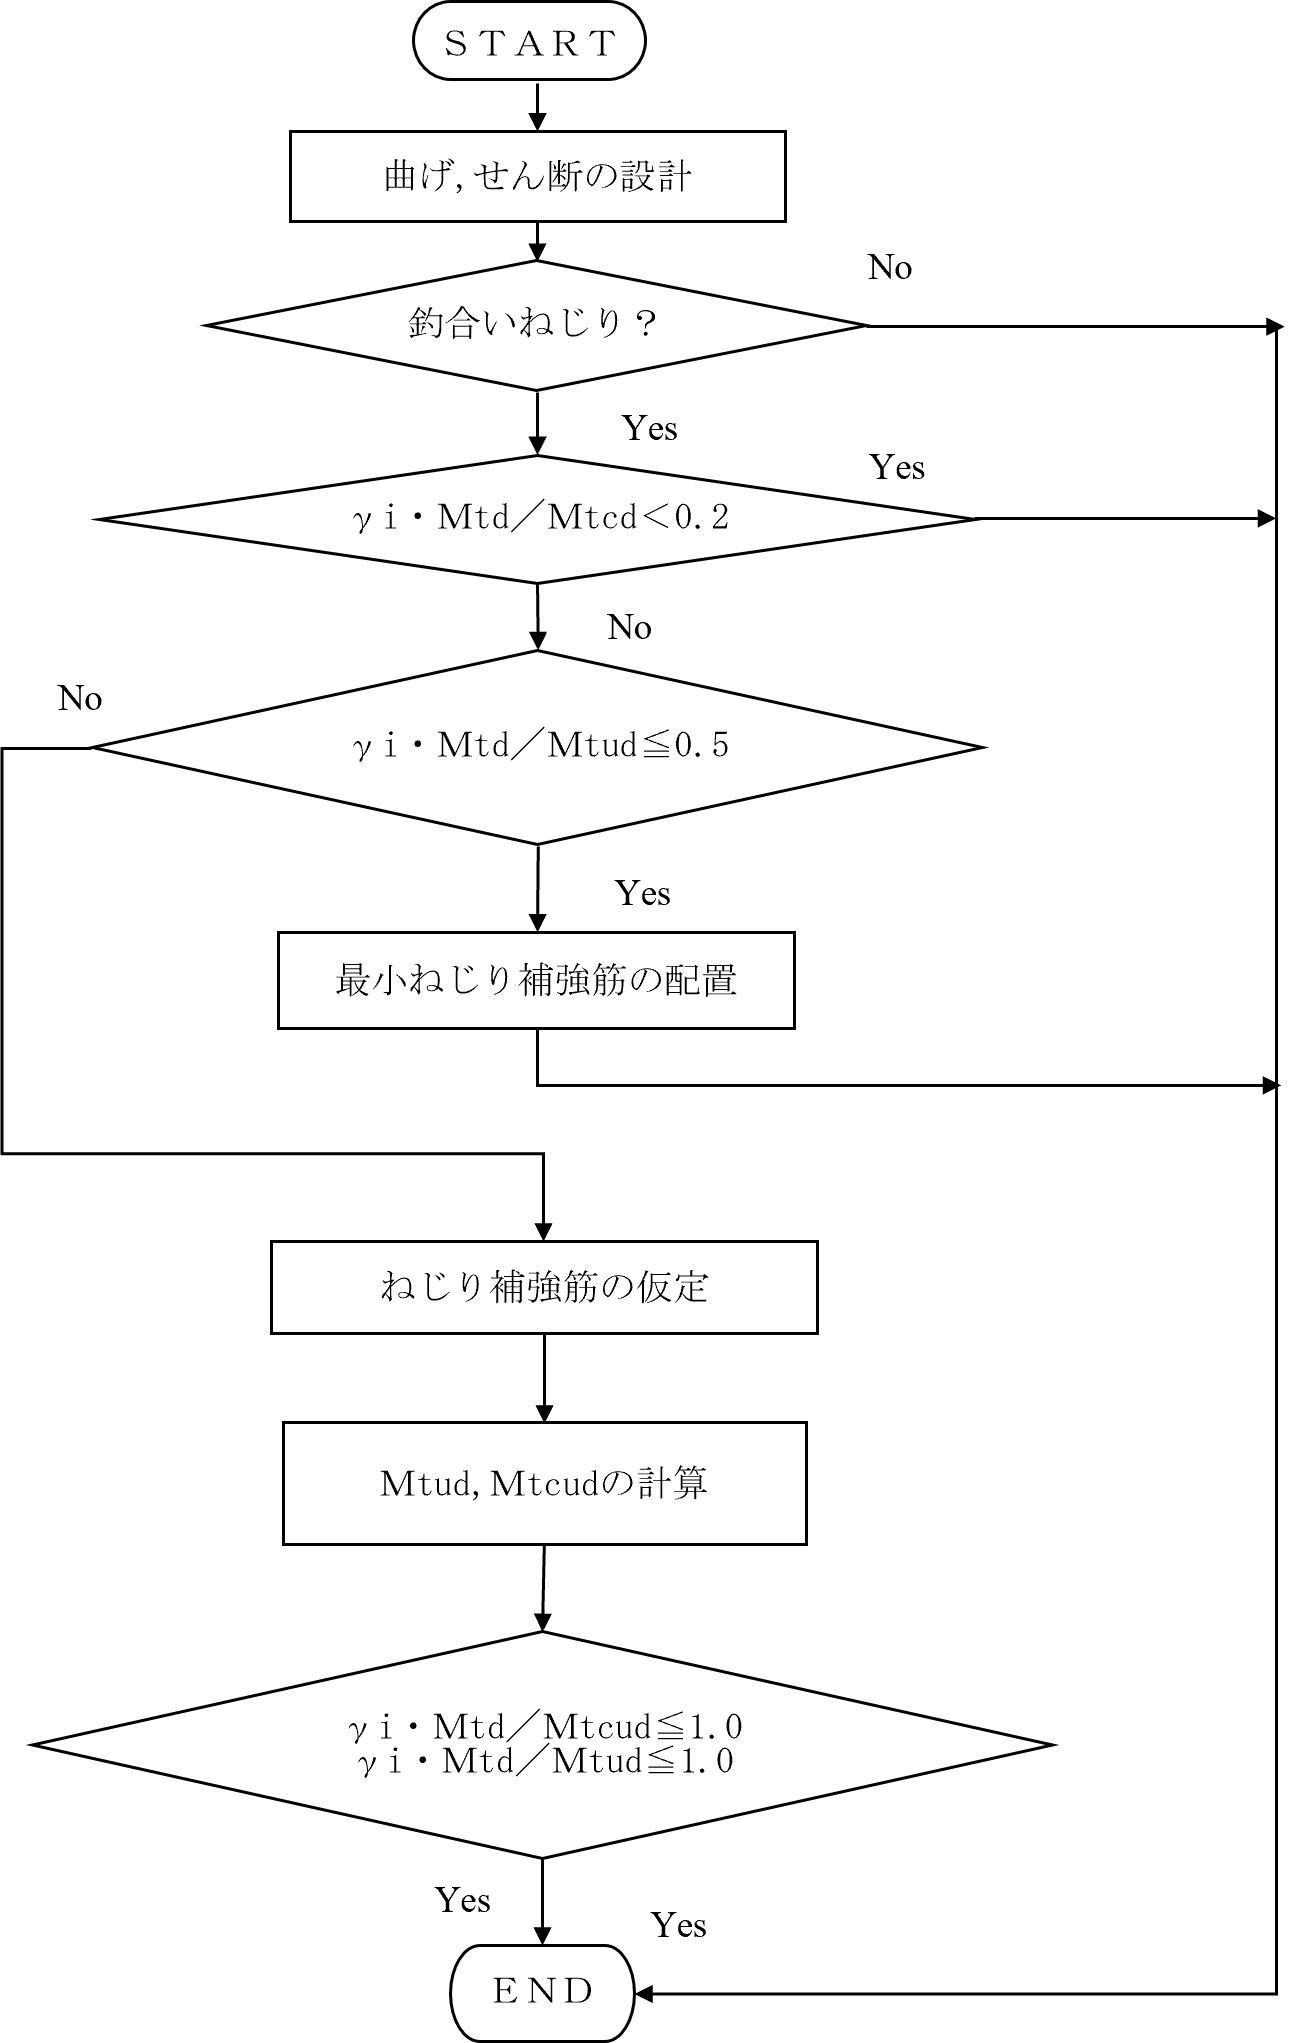 ＳＴＡＲＴ
曲げ,せん断の設計
No
釣合いねじり？
Yes
Yes
γｉ・Mtd／Mtcd＜0.2
No
No
γｉ・Mtd／Mtud≦0.5
Yes
最小ねじり補強筋の配置
ねじり補強筋の仮定
Mtud,Mtcudの計算
γｉ・Mtd／Mtcud≦1.0
γｉ・Mtd／Mtud≦1.0
Yes
Yes
ＥＮＤ